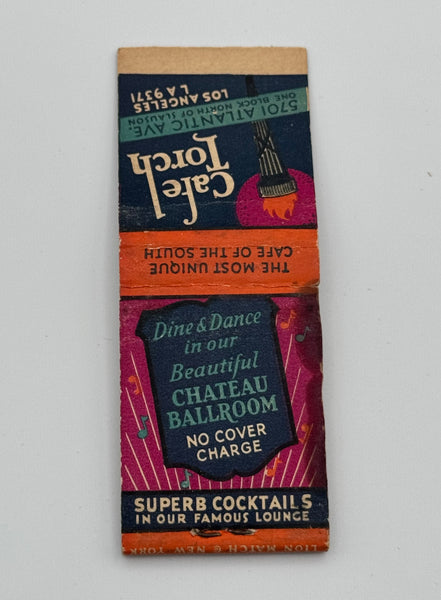 Cafe
Torch
5701 ATLANTIC AVE.
ONE BLOCK NORTH OF SLAUSON
LOS ANGELES
LA 9371
THE MOST UNIQUE
CAFE OF THE SOUTH
Dine & Dance
in our
Beautiful
CHATEAU
BALLROOM
NO COVER
CHARGE
SUPERB COCKTAILS
IN OUR FAMOUS LOUNGE
LION MATCH NEW YORK